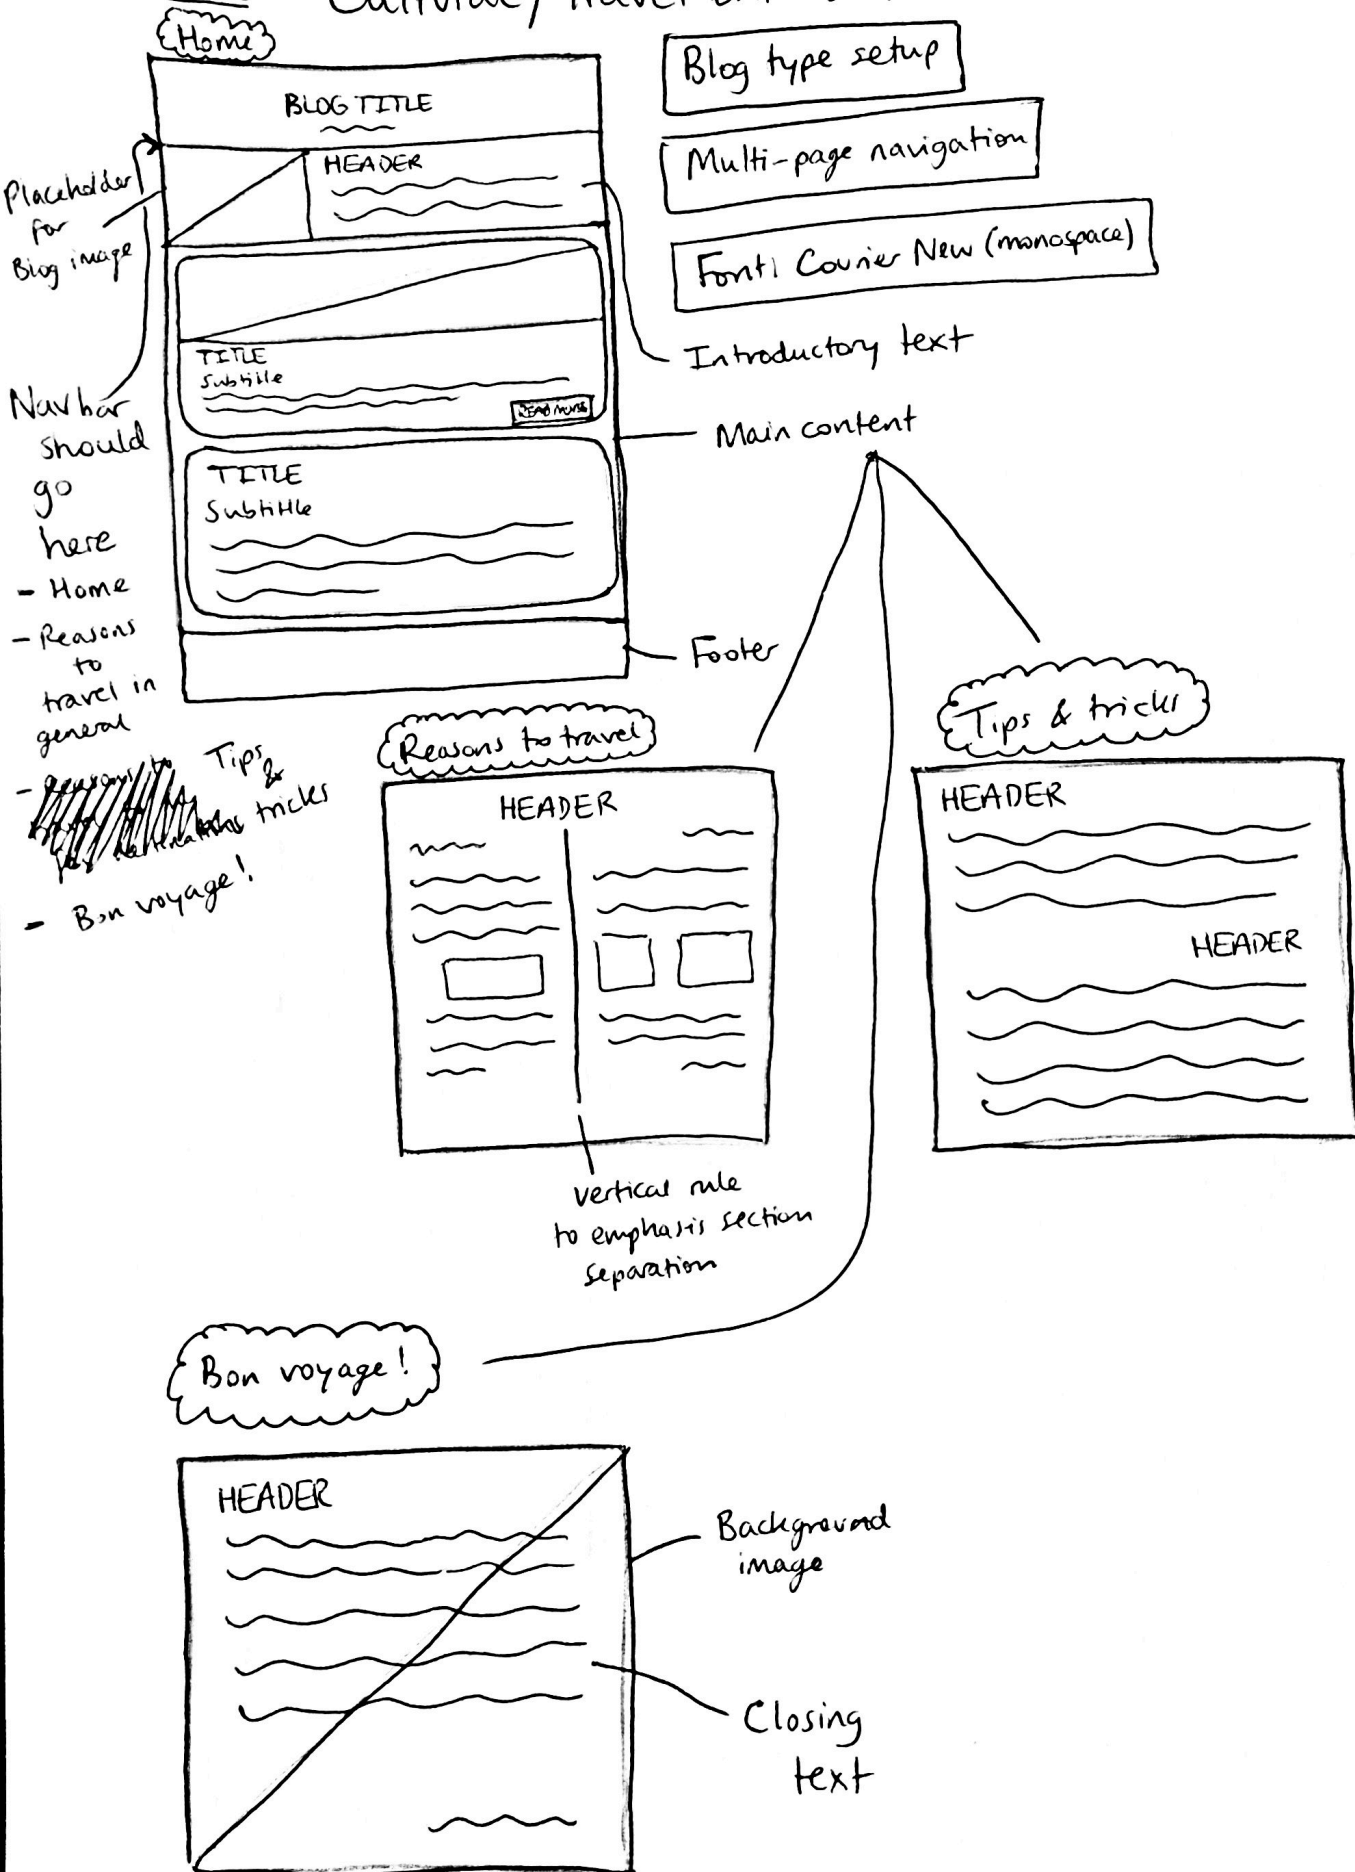 Home
BLOG TITLE
HEADER
Placeholder
for
Blog image
TITLE
Subtitle
READ MORE
TITLE
Subtittle
Navbar
should
go
here
- Home
- Reasons
to
travel in
general
- Tips
&
tricks
- Bon voyage!
Blog type setup
Multi-page navigation
Font: Courier New (monospace)
Introductory text
Main content
Footer
Reasons to travel
HEADER
vertical rule
to emphasis section
separation
Tips & tricks
HEADER
HEADER
Bon voyage!
HEADER
Background
image
Closing
text